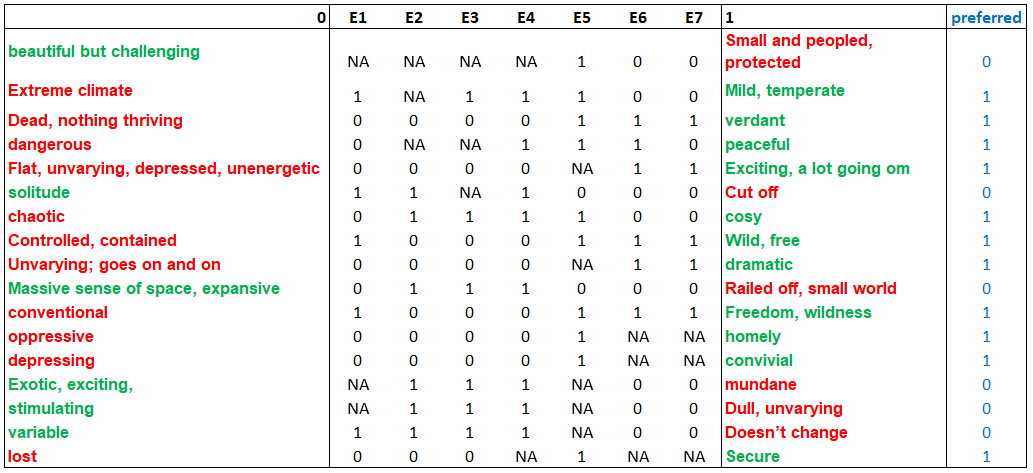 0 E1 E2 E3 E4 E5 E6 E7 1 preferred
beautiful but challenging NA NA NA NA 1 0 0 Small and peopled, protected 0
Extreme climate 1 NA 1 1 1 0 0 Mild, temperate 1
Dead, nothing thriving 0 0 0 0 1 1 1 verdant 1
dangerous 0 NA NA 1 1 1 0 peaceful 1
Flat, unvarying, depressed, unenergetic 0 0 0 0 NA 1 1 Exciting, a lot going om 1
solitude 1 1 NA 1 0 0 0 Cut off 0
chaotic 0 1 1 1 1 0 0 cosy 1
Controlled, contained 1 0 0 0 1 1 1 Wild, free 1
Unvarying; goes on and on 0 0 0 0 NA 1 1 dramatic 1
Massive sense of space, expansive 0 1 1 1 0 0 0 Railed off, small world 0
conventional 1 0 0 0 1 1 1 Freedom, wildness 1
oppressive 0 0 0 0 1 NA NA homely 1
depressing 0 0 0 0 1 NA NA convivial 1
Exotic, exciting, NA 1 1 1 NA 0 0 mundane 0
stimulating NA 1 1 1 NA 0 0 Dull, unvarying 0
variable 1 1 1 1 NA 0 0 Doesn’t change 0
lost 0 0 0 NA 1 NA NA Secure 1